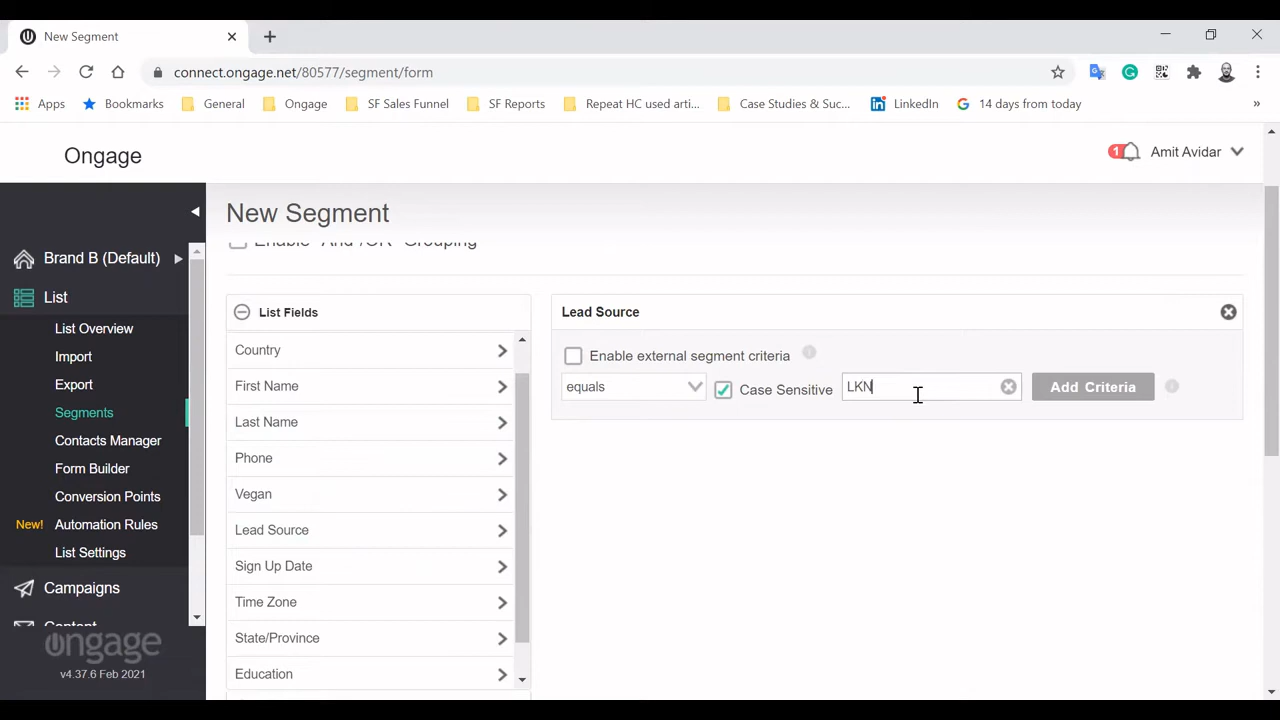 New Segment
connect.ongage.net/80577/segment/form
Apps Bookmarks General Ongage SF Sales Funnel SF Reports Repeat HC used arti... Case Studies & Suc... LinkedIn 14 days from today »
Ongage
1 Amit Avidar
New Segment
Enable "And"/"OR" Grouping
Brand B (Default)
List
List Overview
Import
Export
Segments
Contacts Manager
Form Builder
Conversion Points
New! Automation Rules
List Settings
Campaigns
Content
ongage
v4.37.6 Feb 2021
List Fields
Country
First Name
Last Name
Phone
Vegan
Lead Source
Sign Up Date
Time Zone
State/Province
Education
Lead Source
Enable external segment criteria
equals Case Sensitive LKN Add Criteria